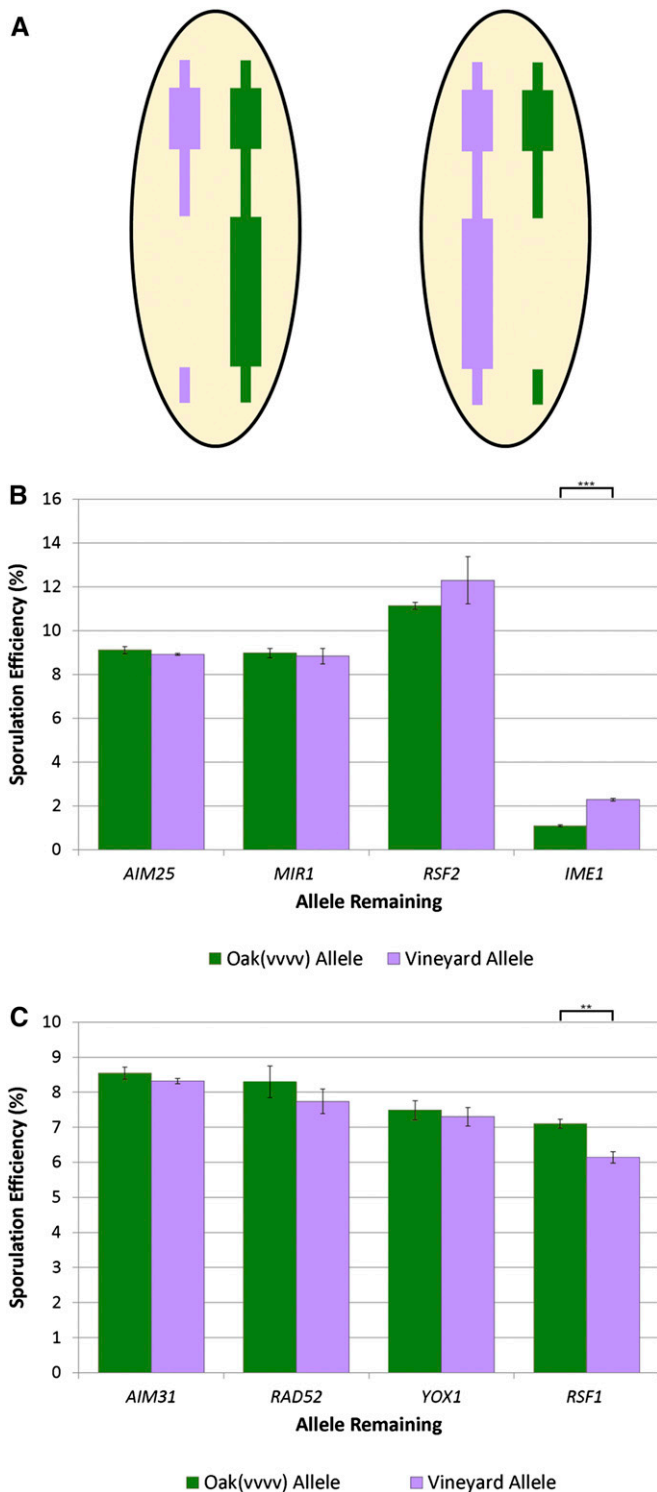 A
B
***
16
14
12
10
8
6
4
2
0
Sporulation Efficiency (%)
AIM25 MIR1 RSF2 IME1
Allele Remaining
Oak(vvvv) Allele Vineyard Allele
C
**
10
9
8
7
6
5
4
3
2
1
0
Sporulation Efficiency (%)
AIM31 RAD52 YOX1 RSF1
Allele Remaining
Oak(vvvv) Allele Vineyard Allele